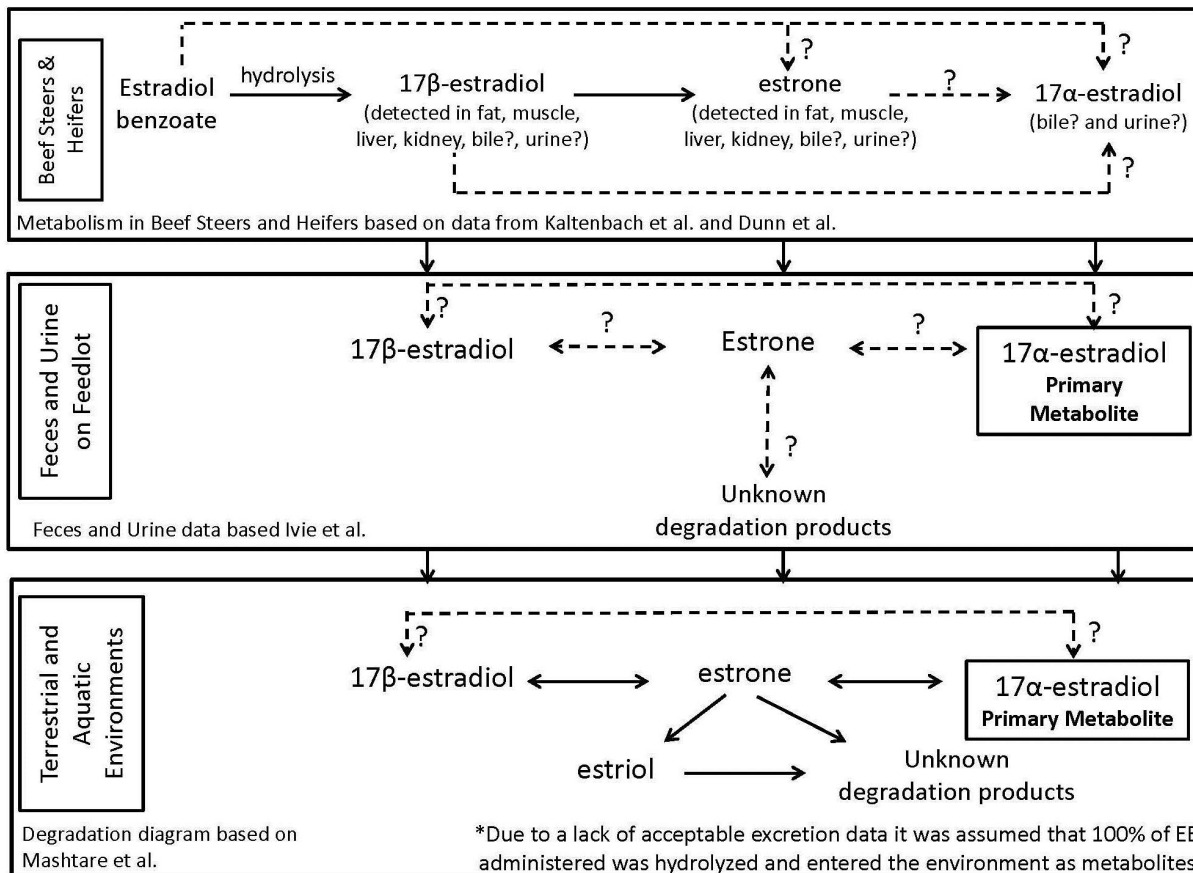 Beef Steers &
Heifers
?
?
Estradiol
benzoate
hydrolysis
17β-estradiol
(detected in fat, muscle,
liver, kidney, bile?, urine?)
estrone
(detected in fat, muscle,
liver, kidney, bile?, urine?)
?
17α-estradiol
(bile? and urine?)
?
Metabolism in Beef Steers and Heifers based on data from Kaltenbach et al. and Dunn et al.
Feces and Urine
on Feedlot
?
?
17β-estradiol
?
Estrone
?
17α-estradiol
Primary
Metabolite
?
Unknown
degradation products
Feces and Urine data based Ivie et al.
Terrestrial and
Aquatic
Environments
?
?
17β-estradiol
estrone
17α-estradiol
Primary Metabolite
estriol
Unknown
degradation products
Degradation diagram based on
Mashtare et al.
*Due to a lack of acceptable excretion data it was assumed that 100% of
administered was hydrolyzed and entered the environment as metabolites